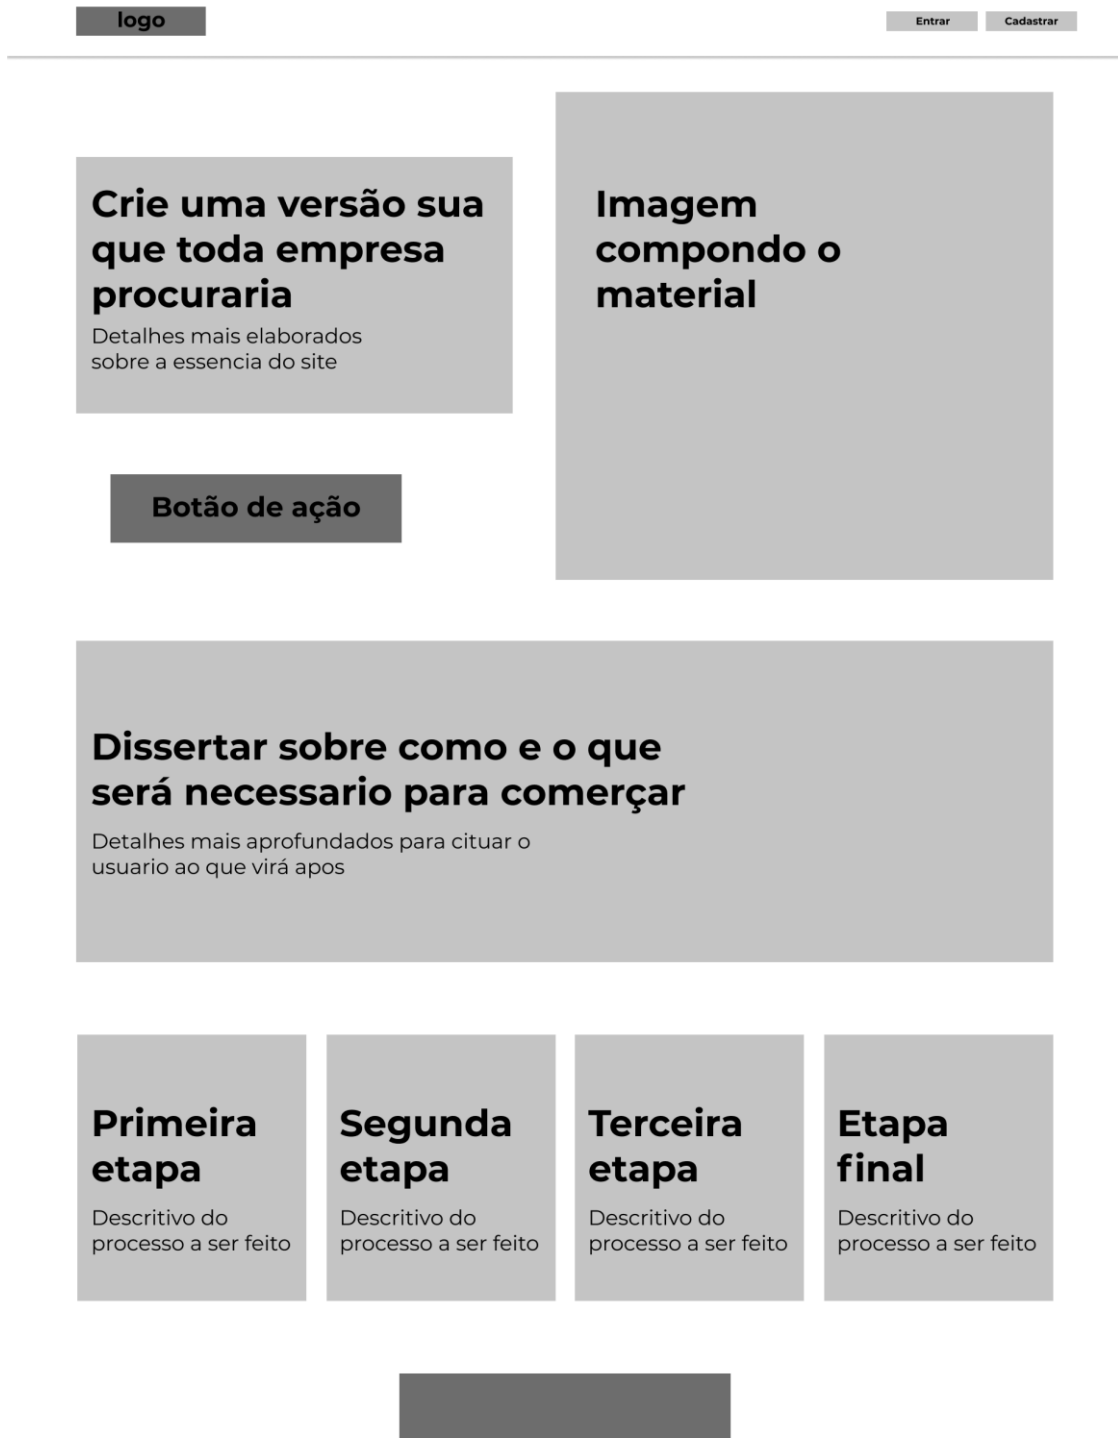 logo
Entrar
Cadastrar
Crie uma versão sua
que toda empresa
procuraria
Detalhes mais elaborados
sobre a essencia do site
Imagem
compondo o
material
Botão de ação
Dissertar sobre como e o que
será necessario para comerçar
Detalhes mais aprofundados para cituar o
usuario ao que virá apos
Primeira
etapa
Descritivo do
processo a ser feito
Segunda
etapa
Descritivo do
processo a ser feito
Terceira
etapa
Descritivo do
processo a ser feito
Etapa
final
Descritivo do
processo a ser feito